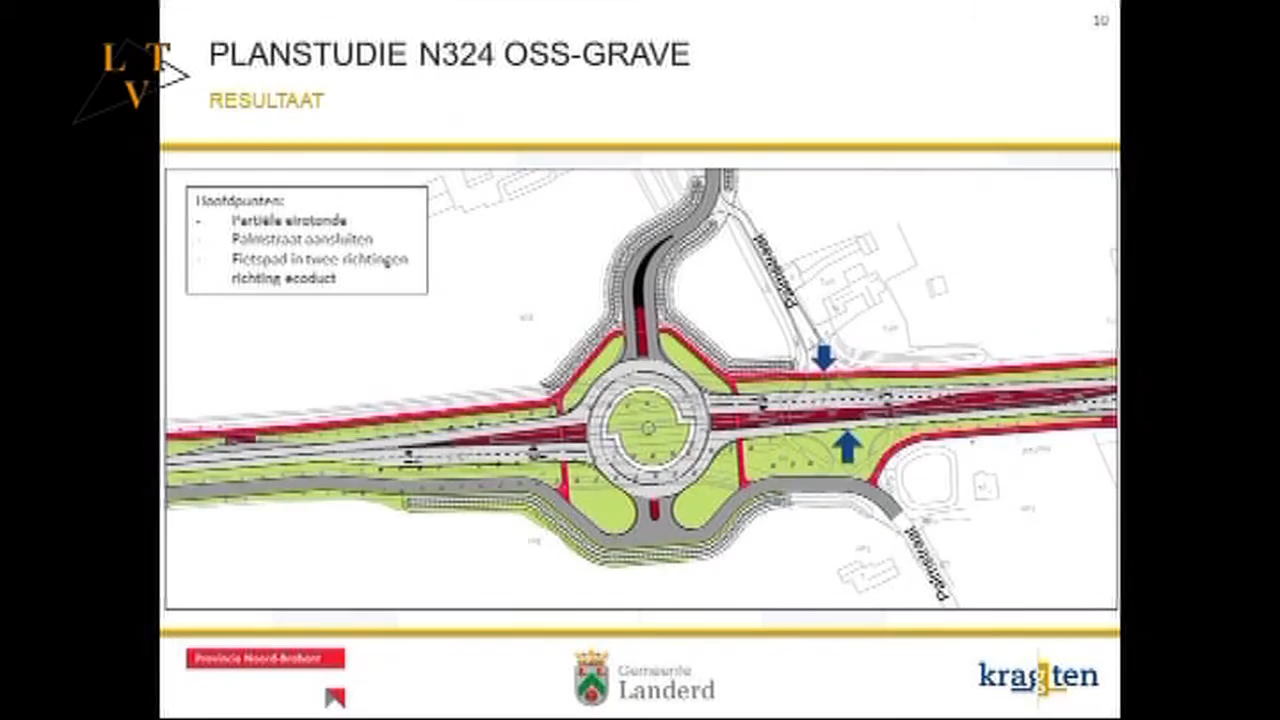 10
L T
V
PLANSTUDIE N324 OSS-GRAVE
RESULTAAT
Hoofdpunten:
- Partiële eirotonde
- Palmstraat aansluiten
- Fietspad in twee richtingen
richting ecoduct
Palmstraat
Palmstraat
Provincie Noord-Brabant
Gemeente
Landerd
kragten